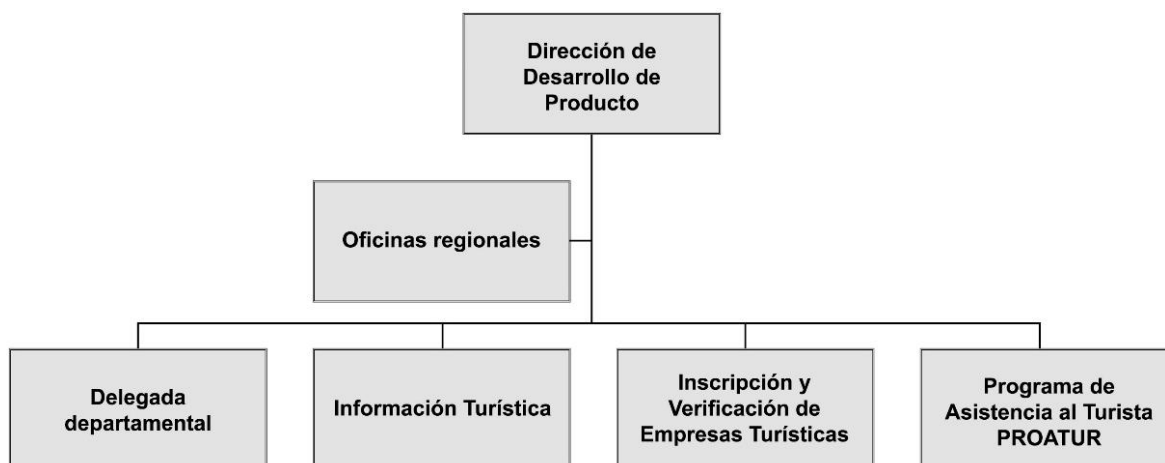 Dirección de
Desarrollo de
Producto
Oficinas regionales
Delegada
departamental
Información Turística
Inscripción y
Verificación de
Empresas Turísticas
Programa de
Asistencia al Turista
PROATUR